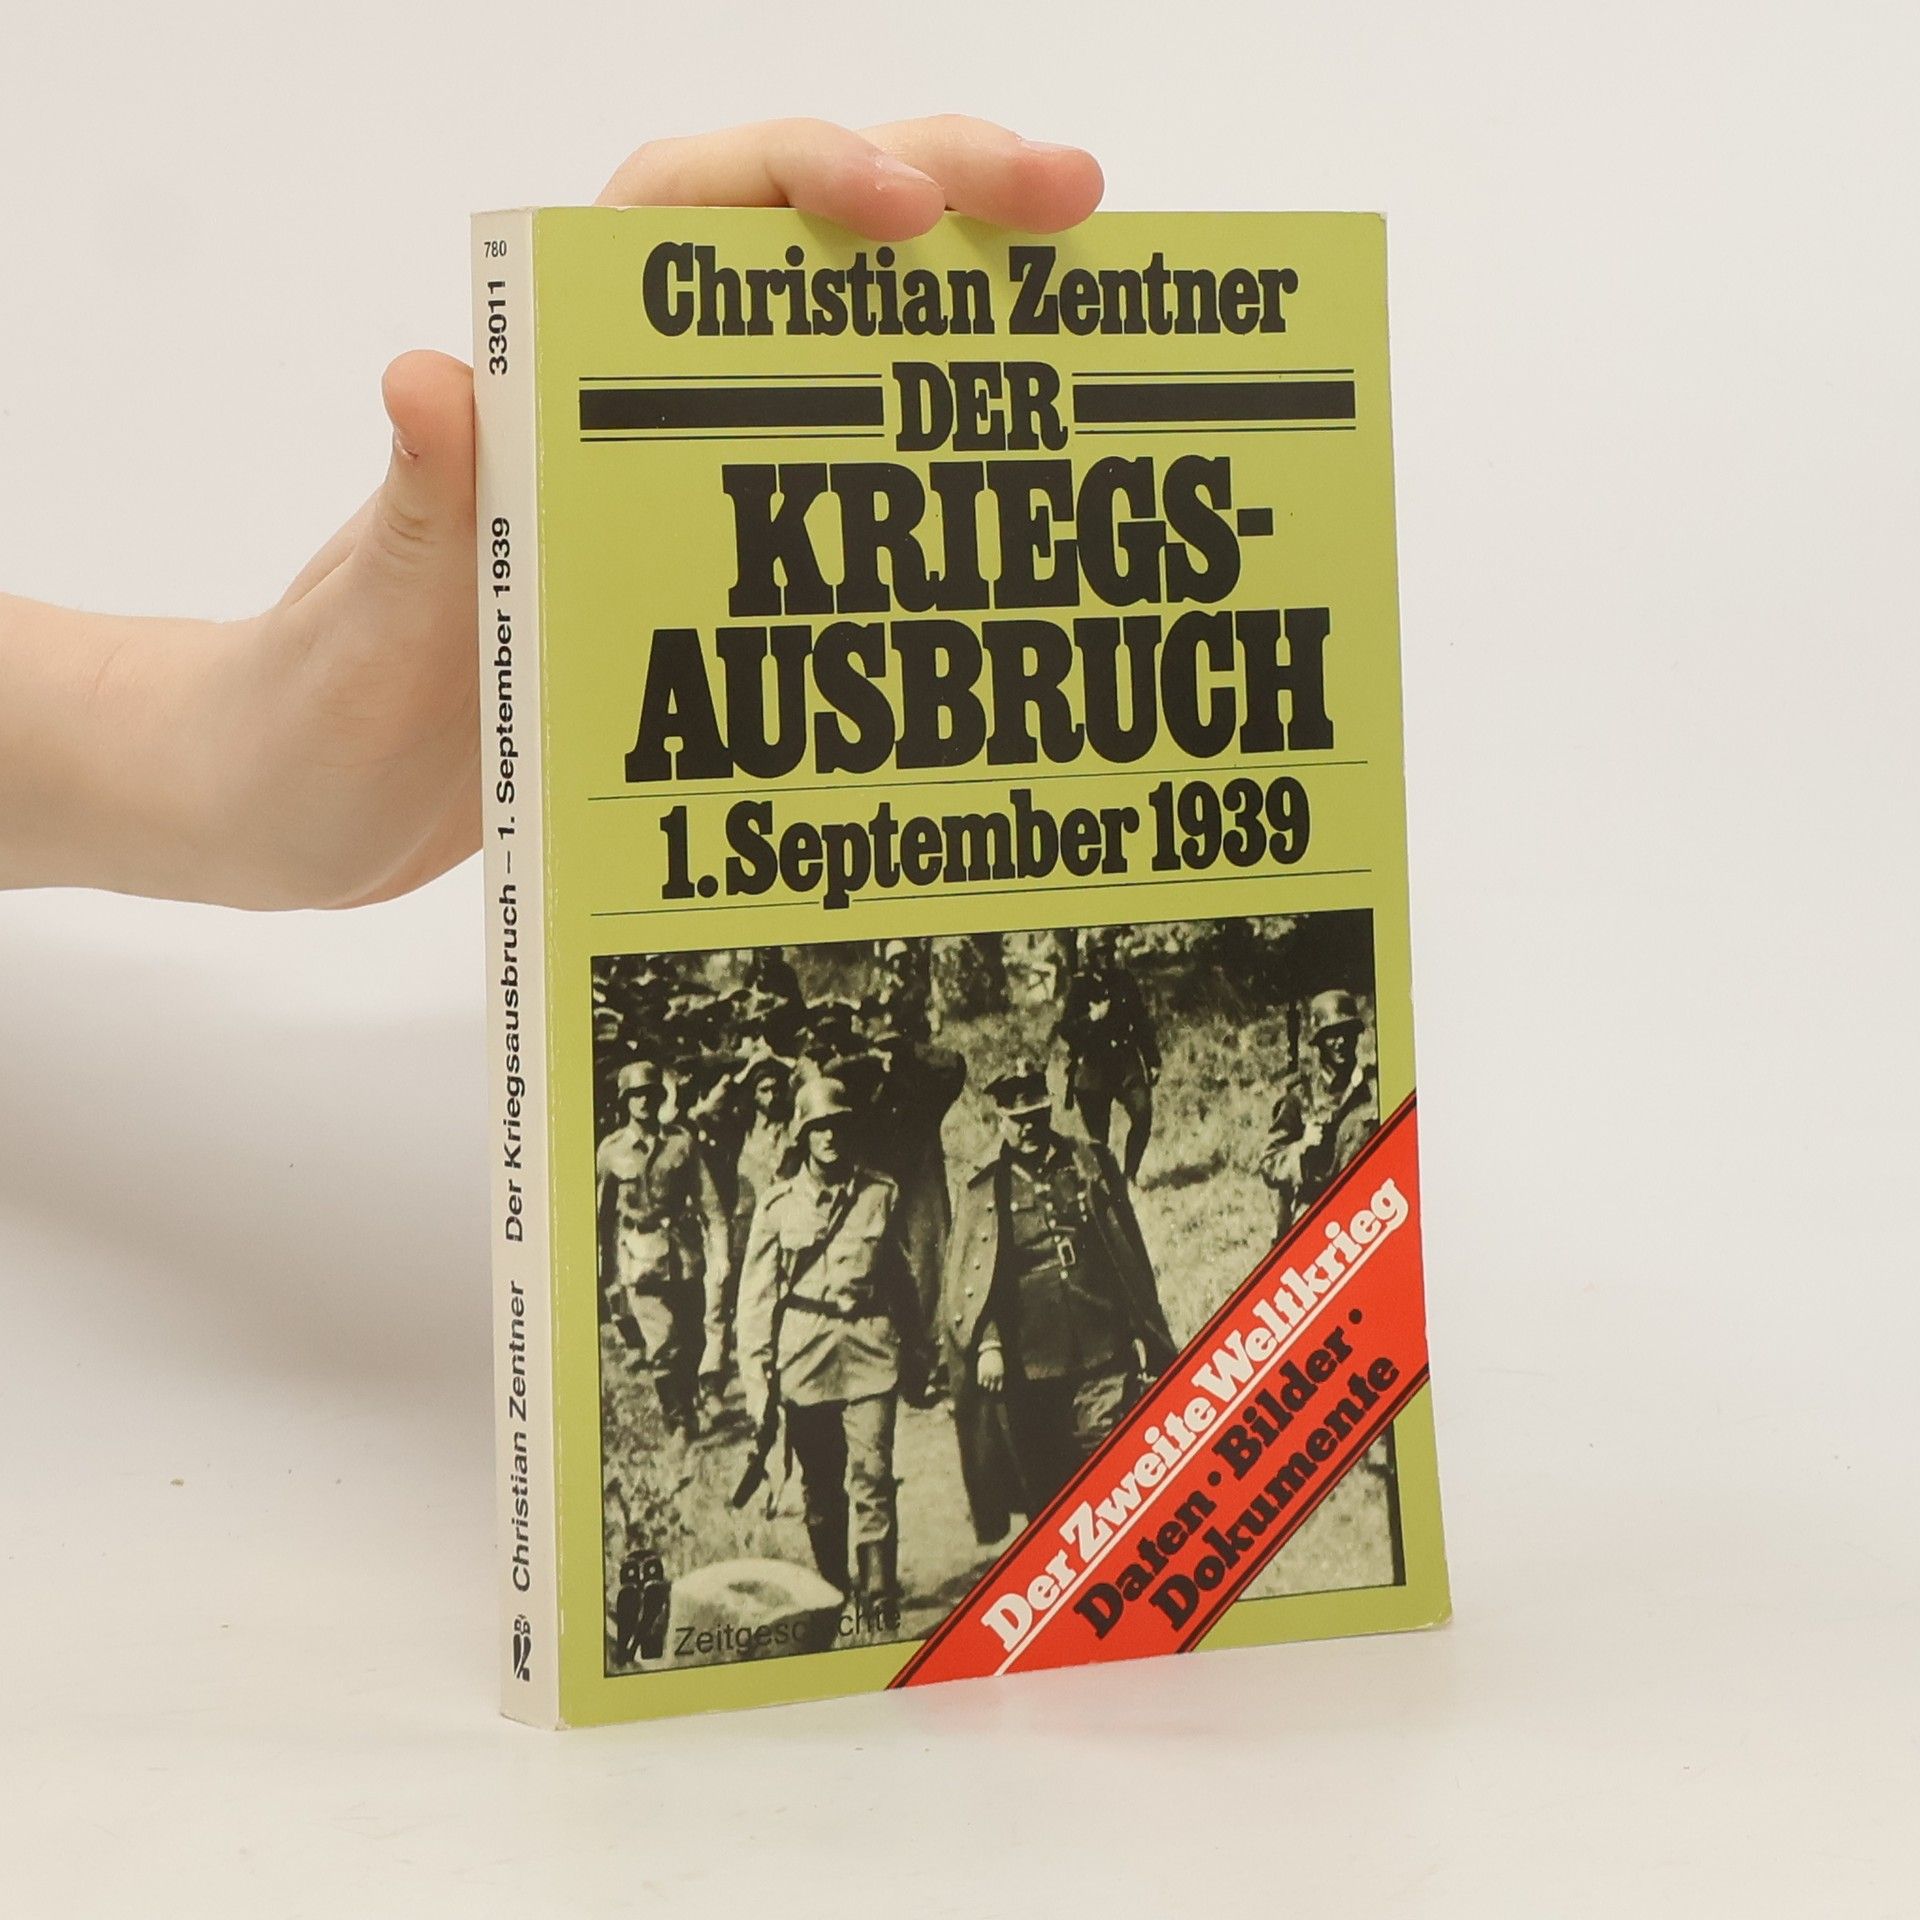 Christian Zentner
DER
KRIEGS-
AUSBRUCH
1. September 1939
Der Zweite Weltkrieg
Daten • Bilder •
Dokumente
Zeitgeschichte
780
33011
Christian Zentner Der Kriegsausbruch – 1. September 1939